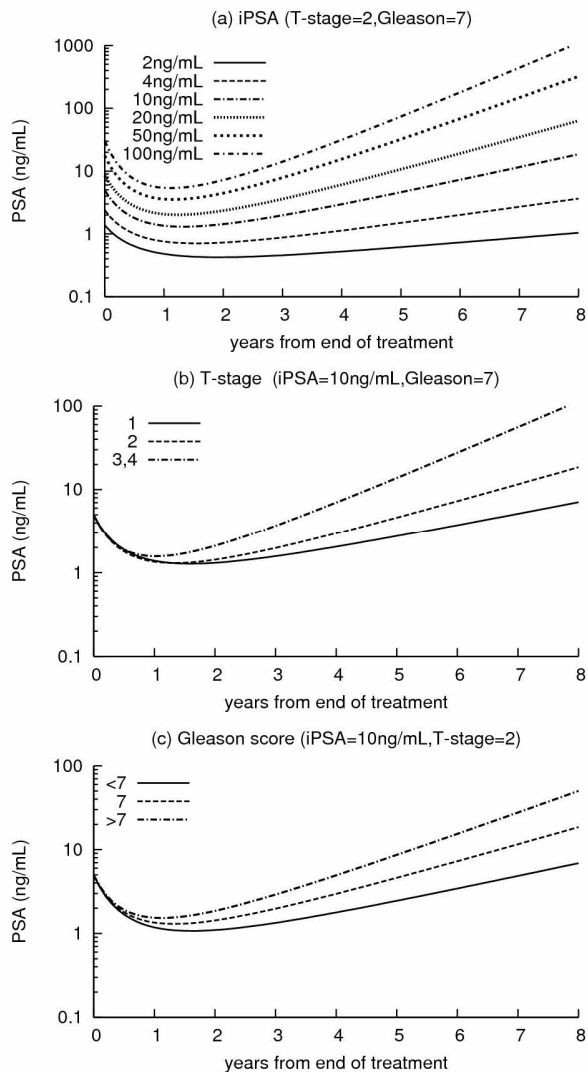 (a) iPSA (T-stage=2,Gleason=7)
1000
100
10
1
0.1
PSA (ng/mL)
2ng/mL
4ng/mL
10ng/mL
20ng/mL
50ng/mL
100ng/mL
0 1 2 3 4 5 6 7 8
years from end of treatment
(b) T-stage (iPSA=10ng/mL,Gleason=7)
100
10
1
0.1
PSA (ng/mL)
1
2
3,4
0 1 2 3 4 5 6 7 8
years from end of treatment
(c) Gleason score (iPSA=10ng/mL,T-stage=2)
100
10
1
0.1
PSA (ng/mL)
<7
7
>7
0 1 2 3 4 5 6 7 8
years from end of treatment